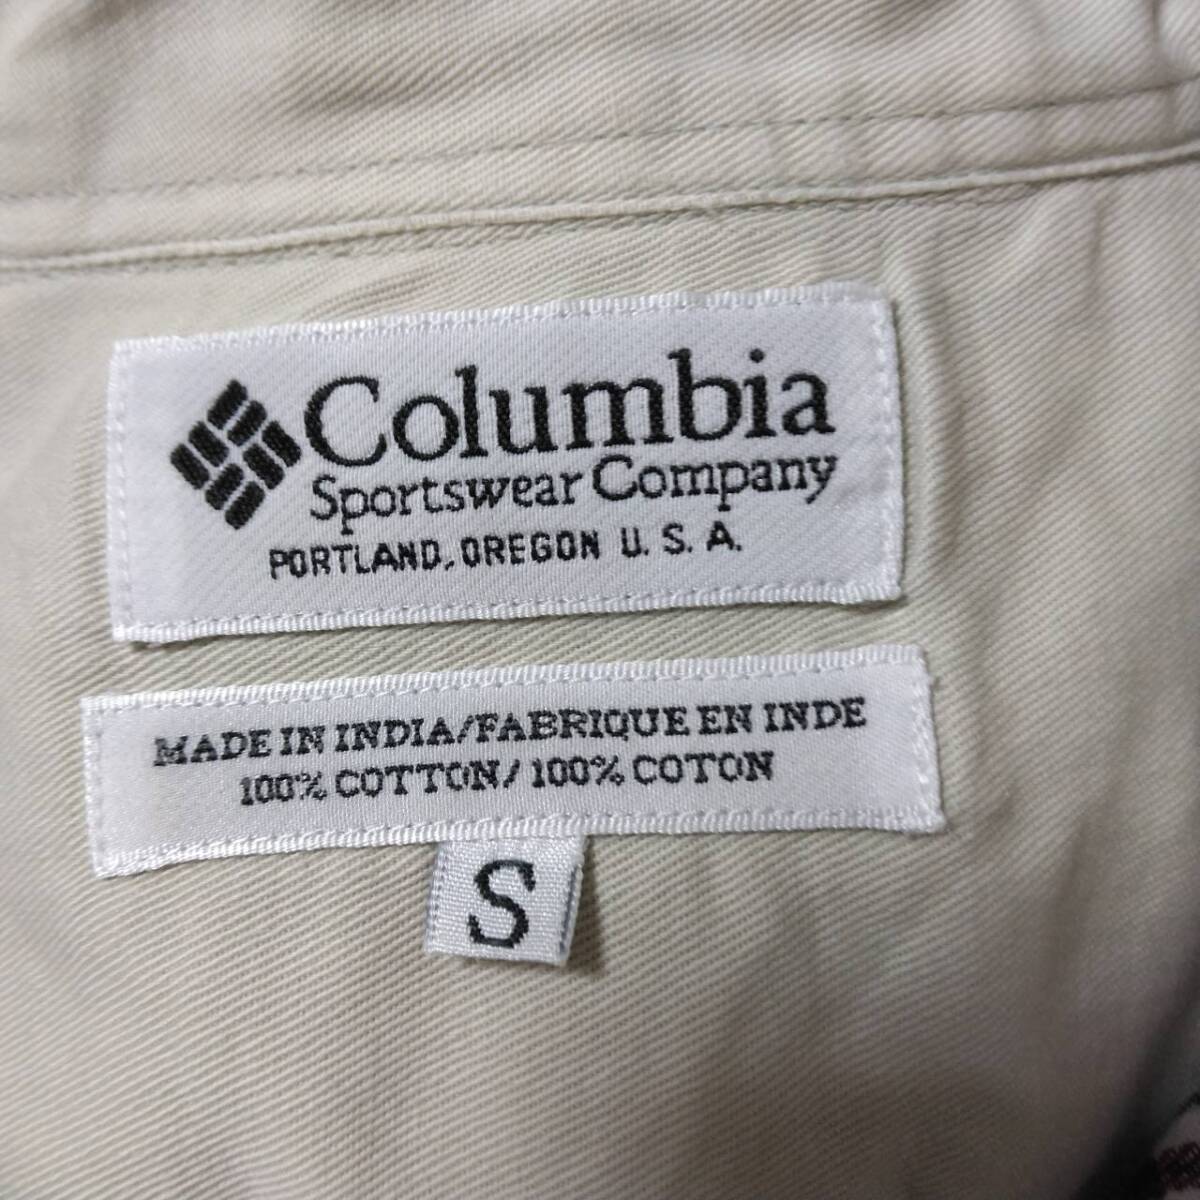 Columbia
Sportswear Company
PORTLAND, OREGON U.S.A.
MADE IN INDIA/FABRIQUE EN INDE
100% COTTON/100% COTON
S